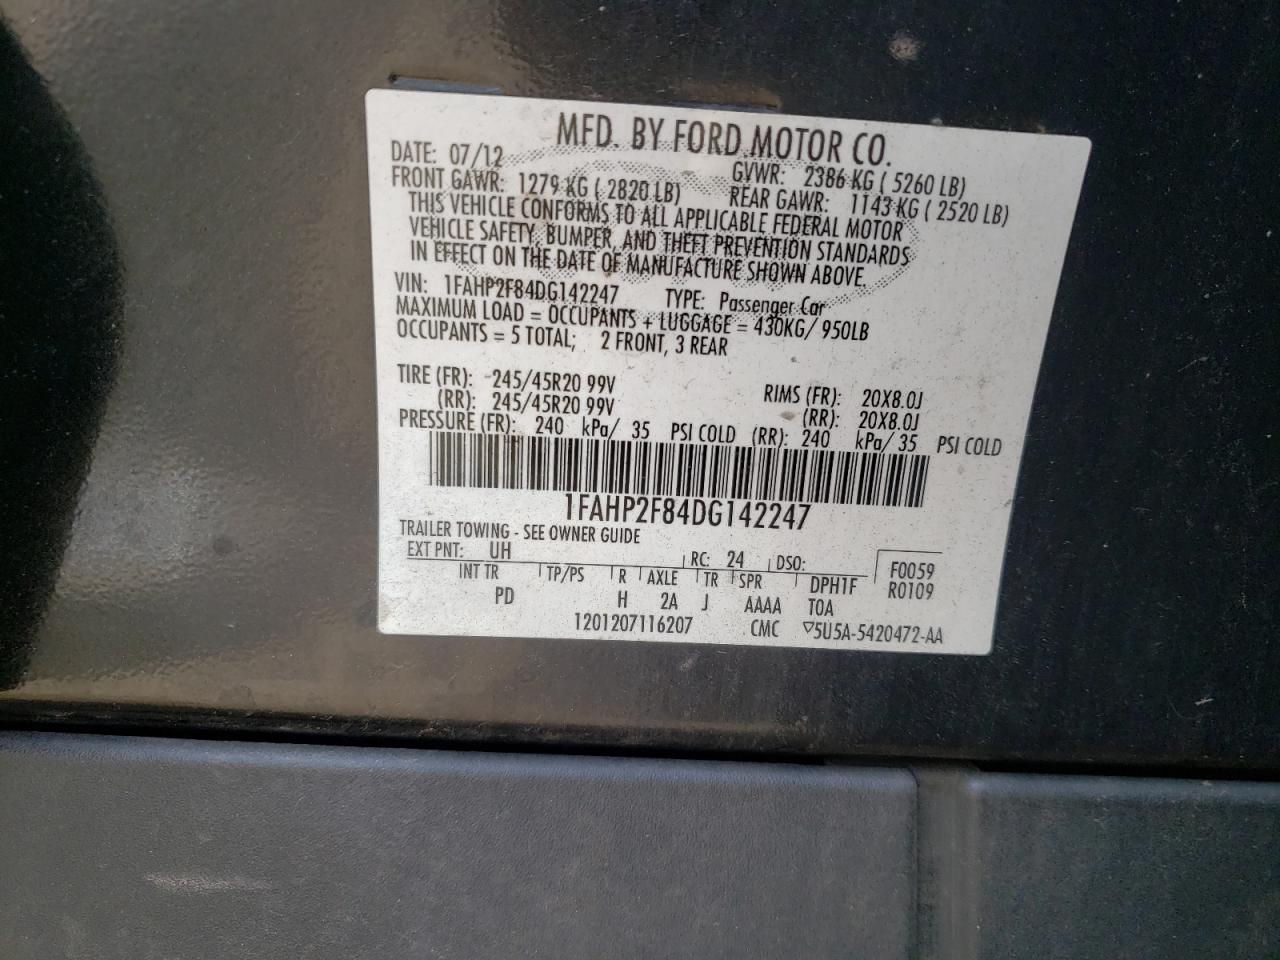 MFD. BY FORD MOTOR CO.
DATE: 07/12 GVWR: 2386 KG ( 5260 LB)
FRONT GAWR: 1279 KG ( 2820 LB) REAR GAWR: 1143 KG ( 2520 LB)
THIS VEHICLE CONFORMS TO ALL APPLICABLE FEDERAL MOTOR
VEHICLE SAFETY, BUMPER, AND THEFT PREVENTION STANDARDS
IN EFFECT ON THE DATE OF MANUFACTURE SHOWN ABOVE.
VIN: 1FAHP2F84DG142247 TYPE: Passenger Car
MAXIMUM LOAD = OCCUPANTS + LUGGAGE = 430KG/ 950LB
OCCUPANTS = 5 TOTAL; 2 FRONT, 3 REAR
TIRE (FR): 245/45R20 99V RIMS (FR): 20X8.0J
(RR): 245/45R20 99V (RR): 20X8.0J
PRESSURE (FR): 240 kPa/ 35 PSI COLD (RR): 240 kPa/ 35 PSI COLD
1FAHP2F84DG142247
TRAILER TOWING - SEE OWNER GUIDE
EXT PNT: UH RC: 24 DSO: F0059
INT TR TP/PS R AXLE TR SPR DPH1F R0109
PD H 2A J AAAA TOA
1201207116207 CMC ▽5U5A-5420472-AA